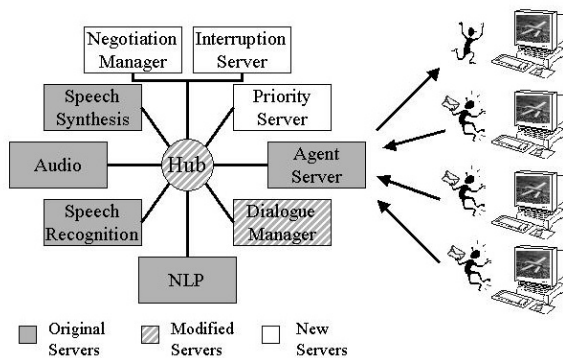 Negotiation
Manager
Interruption
Server
Speech
Synthesis
Priority
Server
Audio
Hub
Agent
Server
Speech
Recognition
Dialogue
Manager
NLP
Original
Servers
Modified
Servers
New
Servers